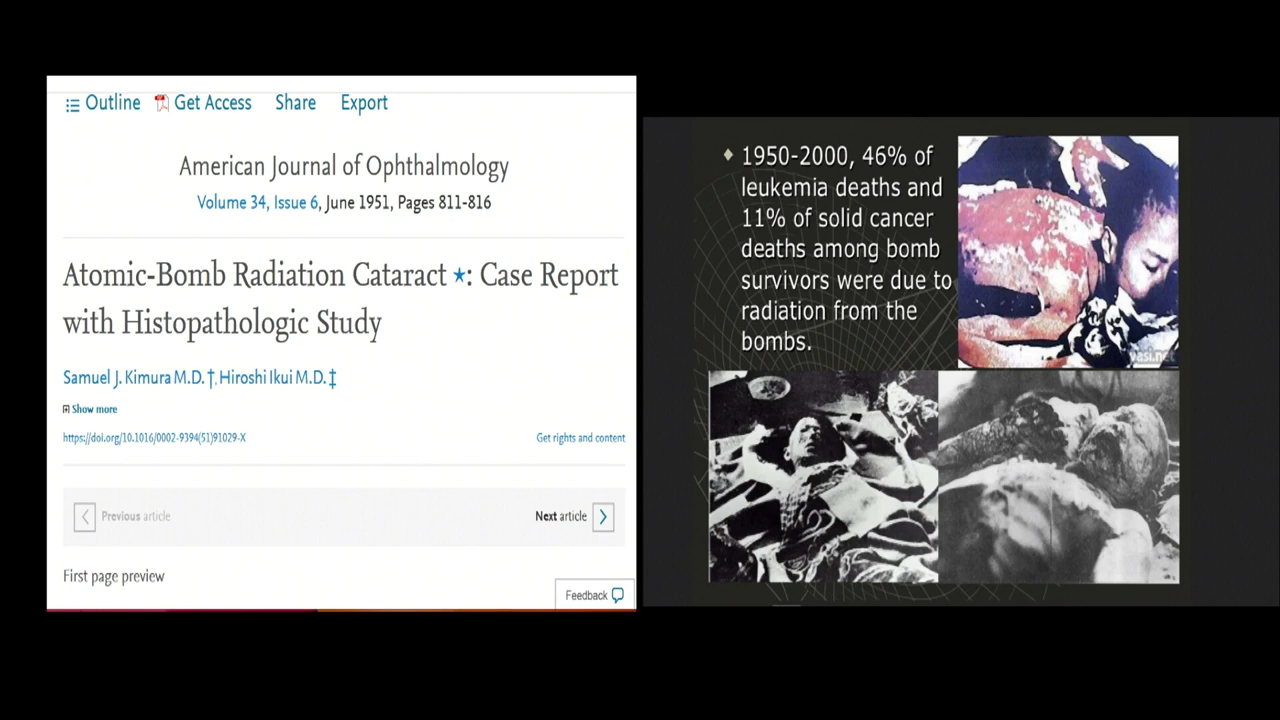 Outline Get Access Share Export
American Journal of Ophthalmology
Volume 34, Issue 6, June 1951, Pages 811-816
Atomic-Bomb Radiation Cataract ★: Case Report
with Histopathologic Study
Samuel J. Kimura M.D. †, Hiroshi Ikui M.D. ‡
Show more
https://doi.org/10.1016/0002-9394(51)91029-X
Get rights and content
Previous article
Next article
First page preview
Feedback
1950-2000, 46% of
leukemia deaths and
11% of solid cancer
deaths among bomb
survivors were due to
radiation from the
bombs.